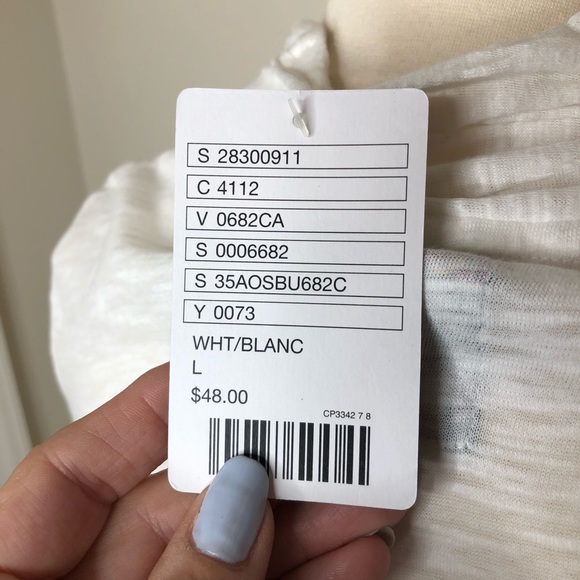 S 28300911
C 4112
V 0682CA
S 0006682
S 35AOSBU682C
Y 0073
WHT/BLANC
L
$48.00
CP3342 7 8